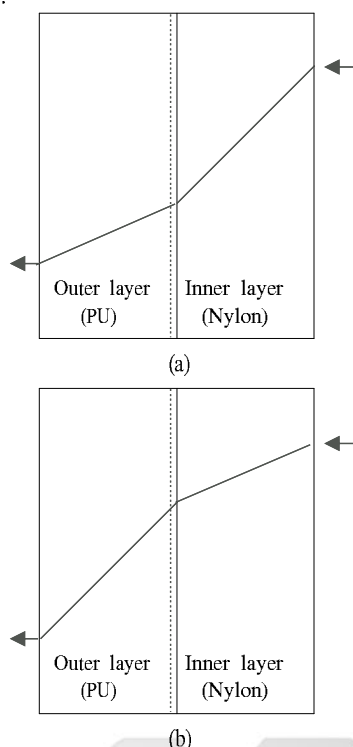 Outer layer Inner layer
(PU) (Nylon)
(a)
Outer layer Inner layer
(PU) (Nylon)
(b)